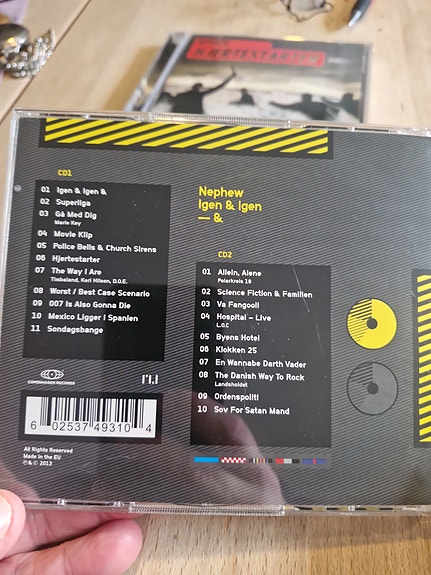 HJERTESTARTER
CD1
01 Igen & Igen &
02 Superliga
03 Gå Med Dig
Marie Key
04 Movie Klip
05 Police Bells & Church Sirens
06 Hjertestarter
07 The Way I Are
Timbaland, Keri Hilson, D.O.E.
08 Worst / Best Case Scenario
09 007 Is Also Gonna Die
10 Mexico Ligger I Spanien
11 Sondagsbange
COPENHAGEN RECORDS
6 02537 49310 4
All Rights Reserved
Made in the EU
℗&© 2013
Nephew
Igen & Igen
— &
CD2
01 Allein, Alene
Polarkreis 18
02 Science Fiction & Familien
03 Va Fangool!
04 Hospital - Live
L.O.C
05 Byens Hotel
06 Klokken 25
07 En Wannabe Darth Vader
08 The Danish Way To Rock
Landsholdet
09 Ordenspoliti
10 Sov For Satan Mand